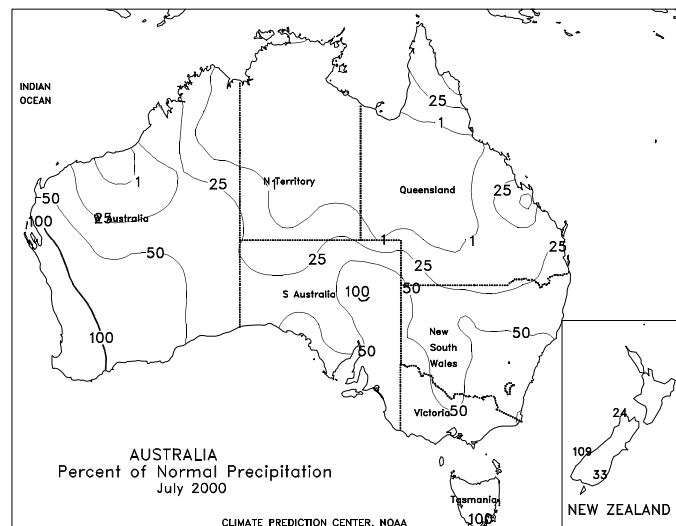 INDIAN
OCEAN
25
1
1
N Territory
25
Queensland
25
50
100
25
Australia
1
1
25
25
25
50
S Australia
100
50
50
New
South
Wales
100
50
50
Victoria
24
109
33
AUSTRALIA
Percent of Normal Precipitation
July 2000
Tasmania
100
NEW ZEALAND
CLIMATE PREDICTION CENTER, NOAA